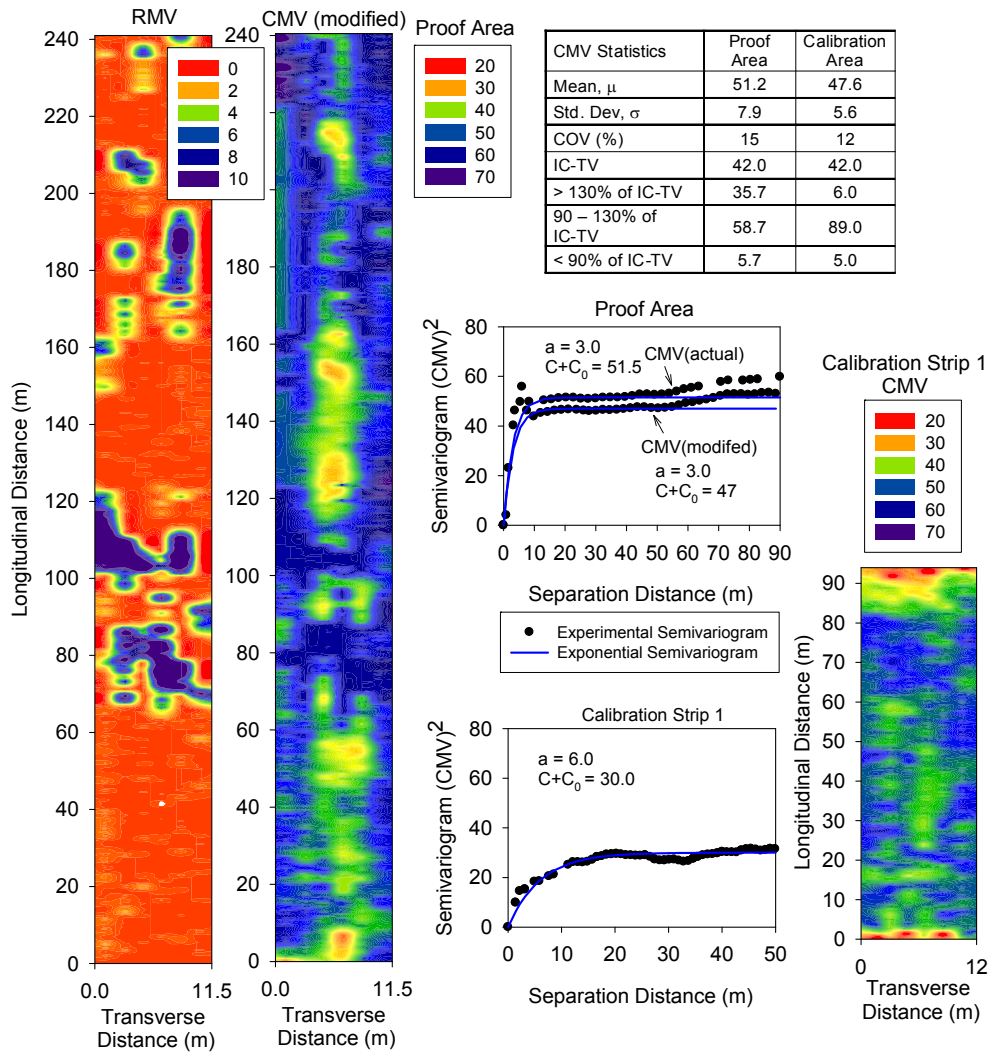 RMV
CMV (modified)
Proof Area
Longitudinal Distance (m)
240
220
200
180
160
140
120
100
80
60
40
20
0
0.0
11.5
Transverse
Distance (m)
0
2
4
6
8
10
240
220
200
180
160
140
120
100
80
60
40
20
0
0.0
11.5
Transverse
Distance (m)
20
30
40
50
60
70
CMV Statistics Proof Area Calibration Area
Mean, μ 51.2 47.6
Std. Dev, σ 7.9 5.6
COV (%) 15 12
IC-TV 42.0 42.0
> 130% of IC-TV 35.7 6.0
90 – 130% of IC-TV 58.7 89.0
< 90% of IC-TV 5.7 5.0
Proof Area
Semivariogram (CMV)2
80
60
40
20
0
a = 3.0
C+C0 = 51.5
CMV(actual)
CMV(modifed)
a = 3.0
C+C0 = 47
0 10 20 30 40 50 60 70 80 90
Separation Distance (m)
Experimental Semivariogram
Exponential Semivariogram
Calibration Strip 1
Semivariogram (CMV)2
80
60
40
20
0
a = 6.0
C+C0 = 30.0
0 10 20 30 40 50
Separation Distance (m)
Calibration Strip 1
CMV
20
30
40
50
60
70
Longitudinal Distance (m)
90
80
70
60
50
40
30
20
10
0
0
12
Transverse
Distance (m)